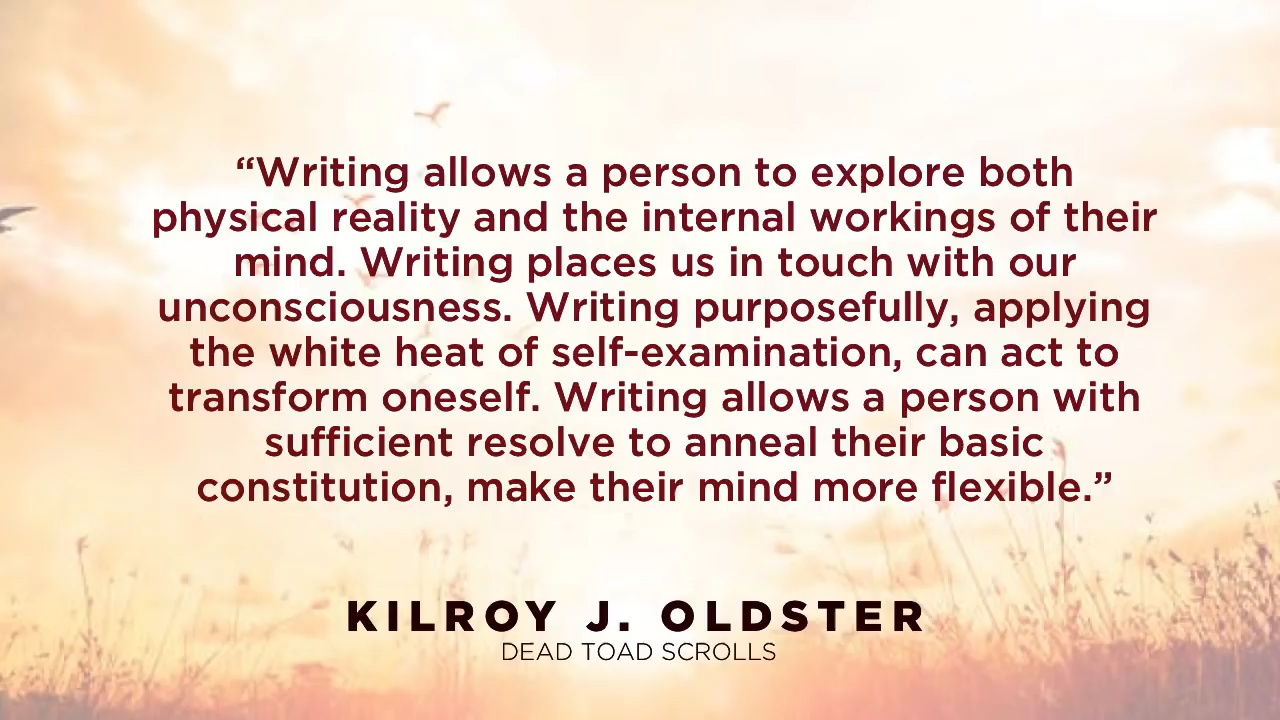 “Writing allows a person to explore both
physical reality and the internal workings of their
mind. Writing places us in touch with our
unconsciousness. Writing purposefully, applying
the white heat of self-examination, can act to
transform oneself. Writing allows a person with
sufficient resolve to anneal their basic
constitution, make their mind more flexible.”
KILROY J. OLDSTER
DEAD TOAD SCROLLS